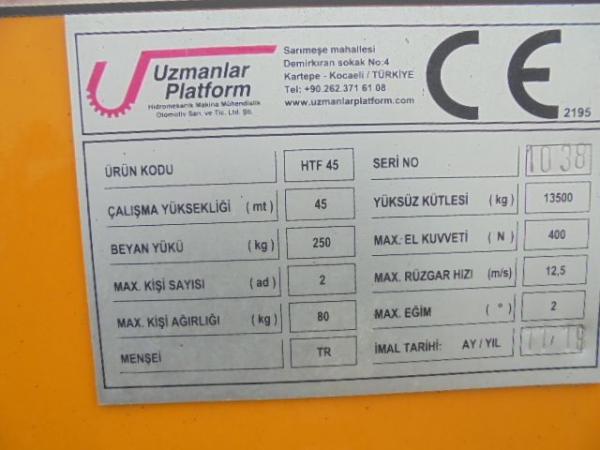 Uzmanlar
Platform
Hidromekanik Makina Mühendislik
Otomotiv San. ve Tic. Ltd. Şti.
Sarımeşe mahallesi
Demirkıran sokak No:4
Kartepe - Kocaeli / TÜRKİYE
Tel: +90.262.371 61 08
www.uzmanlarplatform.com
CE
2195
ÜRÜN KODU HTF 45
ÇALIŞMA YÜKSEKLİĞİ ( mt ) 45
BEYAN YÜKÜ ( kg ) 250
MAX. KİŞİ SAYISI ( ad ) 2
MAX. KİŞİ AĞIRLIĞI ( kg ) 80
MENŞEİ TR
SERİ NO 1038
YÜKSÜZ KÜTLESİ ( kg ) 13500
MAX. EL KUVVETİ ( N ) 400
MAX. RÜZGAR HIZI (m/s) 12,5
MAX. EĞİM ( ° ) 2
İMAL TARİHİ: AY / YIL 11 / 18